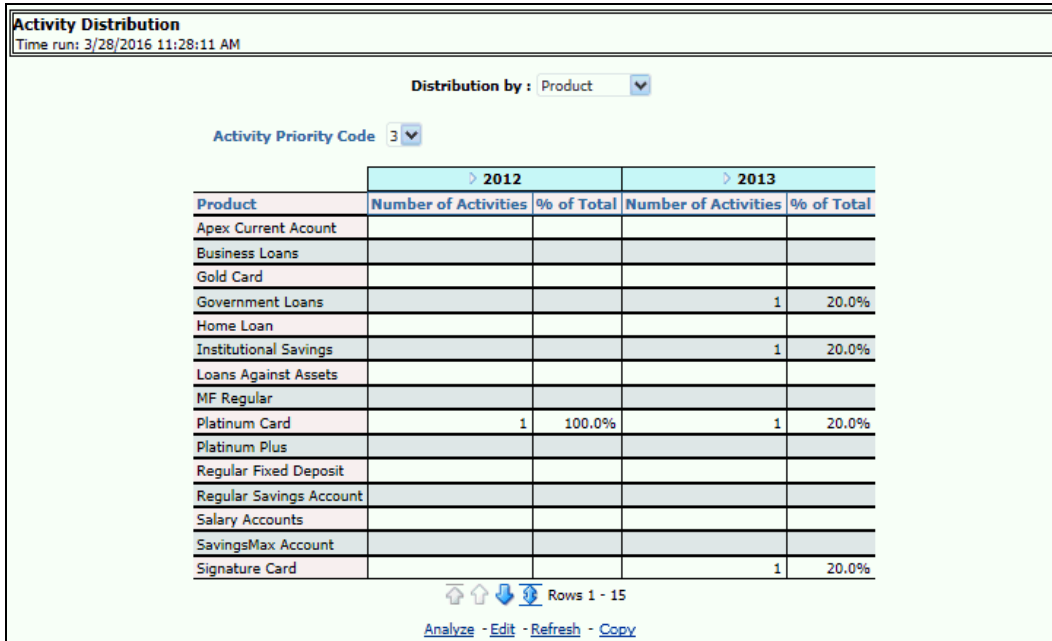 Activity Distribution
Time run: 3/28/2016 11:28:11 AM
Distribution by : Product
Activity Priority Code 3
2012 2013
Product Number of Activities % of Total Number of Activities % of Total
Apex Current Acount
Business Loans
Gold Card
Government Loans 1 20.0%
Home Loan
Institutional Savings 1 20.0%
Loans Against Assets
MF Regular
Platinum Card 1 100.0% 1 20.0%
Platinum Plus
Regular Fixed Deposit
Regular Savings Account
Salary Accounts
SavingsMax Account
Signature Card 1 20.0%
Rows 1 - 15
Analyze - Edit - Refresh - Copy